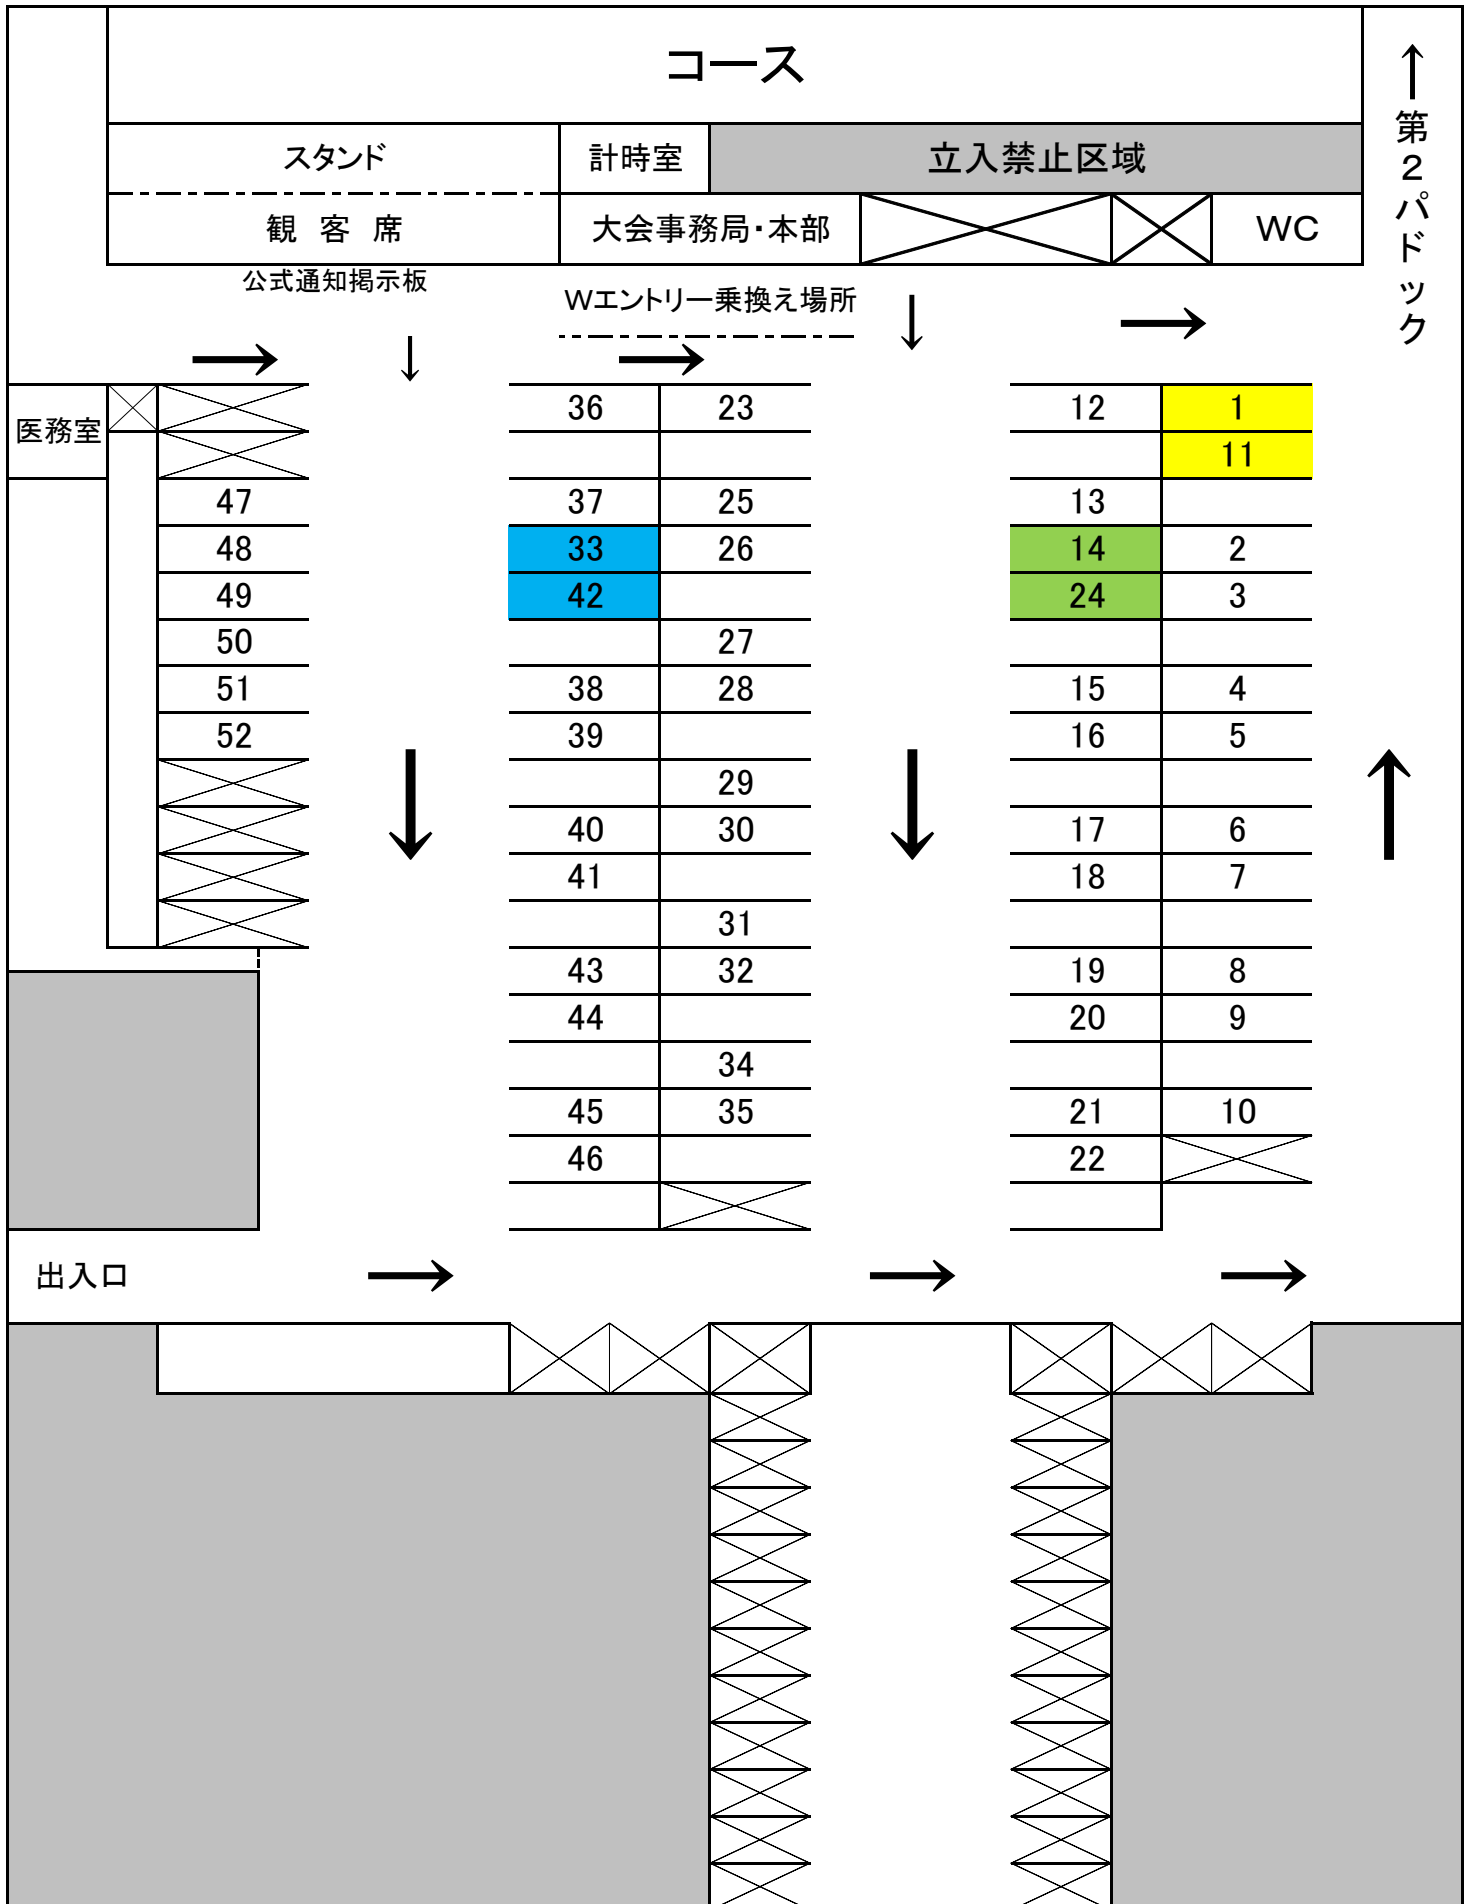 コース
スタンド 計時室 立入禁止区域
観 客 席 大会事務局・本部 WC
↑第2パドック
公式通知掲示板
Wエントリー乗換え場所
医務室
36 23 12 1
11
47 37 25 13
48 33 26 14 2
49 42 24 3
50 27
51 38 28 15 4
52 39 16 5
29
40 30 17 6
41 18 7
31
43 32 19 8
44 20 9
34
45 35 21 10
46 22
出入口